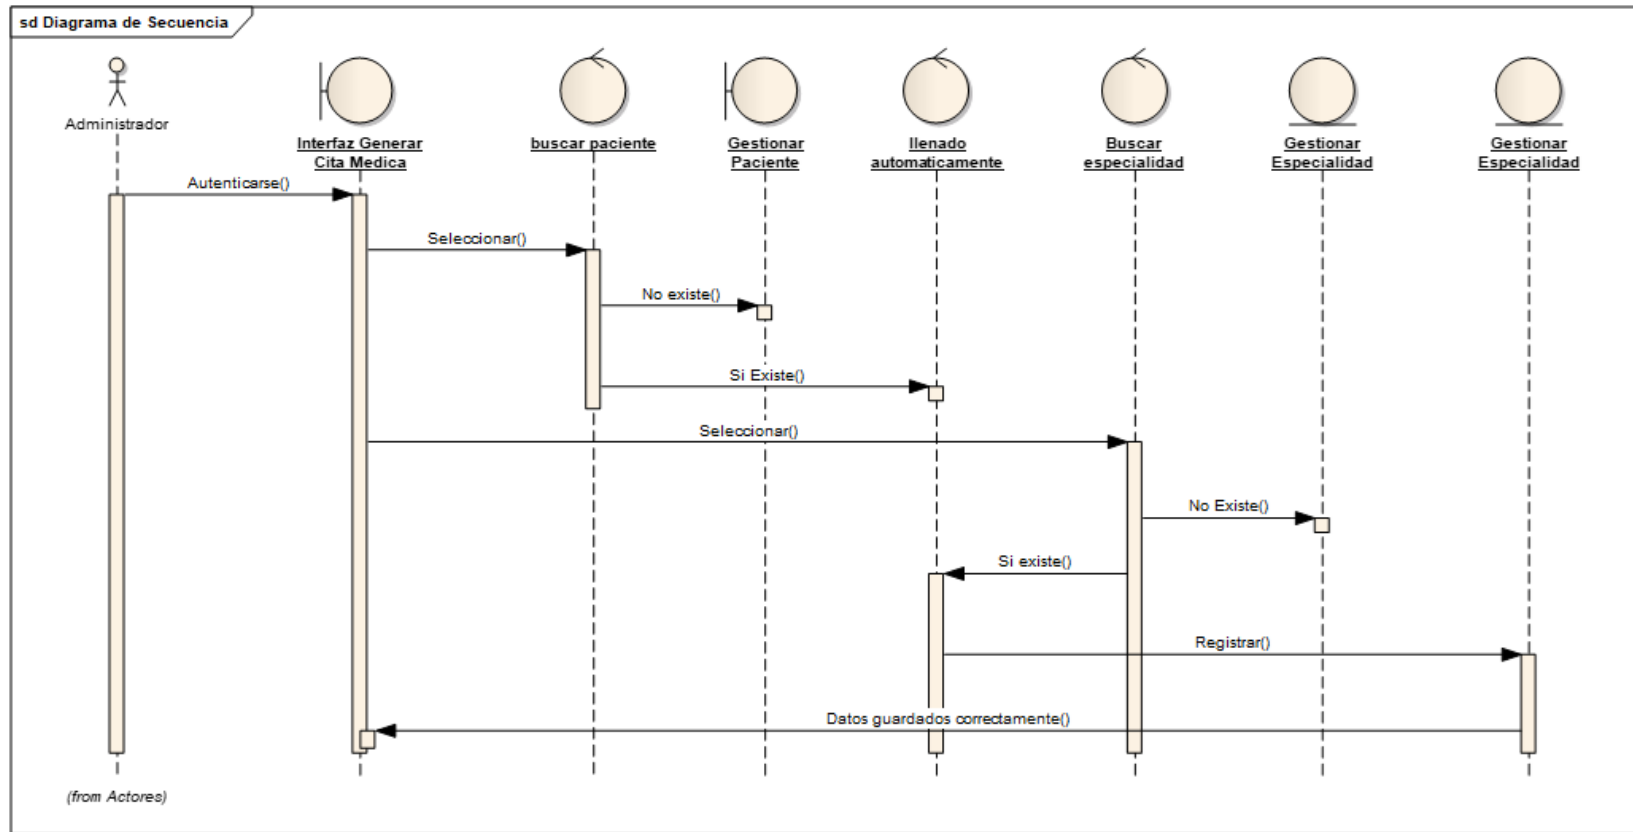 sd Diagrama de Secuencia
Administrador
Interfaz Generar
Cita Medica
buscar paciente
Gestionar
Paciente
llenado
automaticamente
Buscar
especialidad
Gestionar
Especialidad
Gestionar
Especialidad
Autenticarse()
Seleccionar()
No existe()
Si Existe()
Seleccionar()
No Existe()
Si existe()
Registrar()
Datos guardados correctamente()
(from Actores)